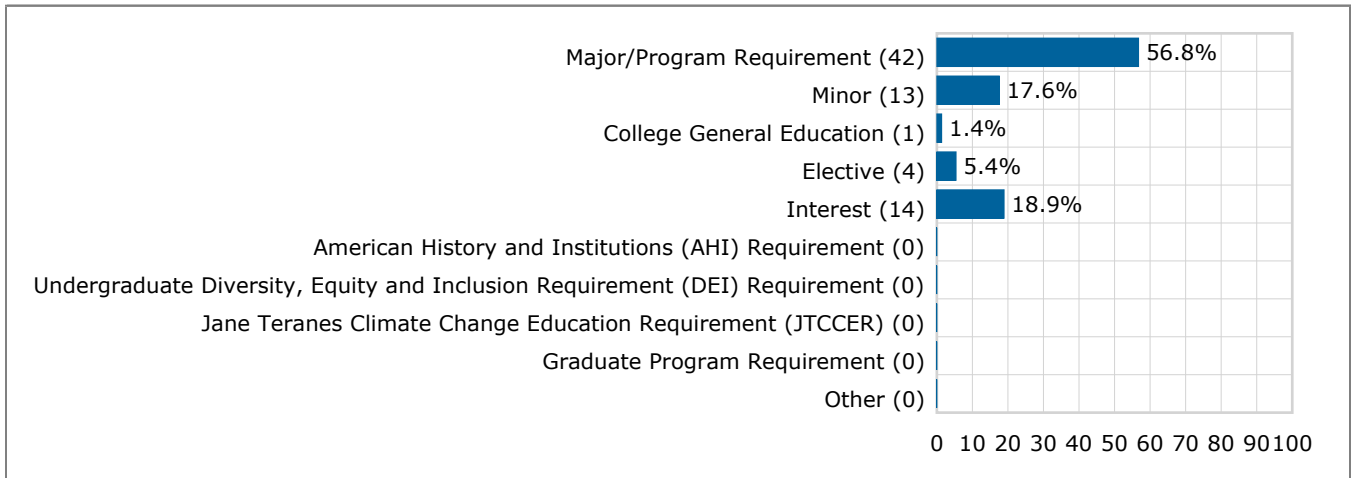 Major/Program Requirement (42) 56.8%
Minor (13) 17.6%
College General Education (1) 1.4%
Elective (4) 5.4%
Interest (14) 18.9%
American History and Institutions (AHI) Requirement (0)
Undergraduate Diversity, Equity and Inclusion Requirement (DEI) Requirement (0)
Jane Teranes Climate Change Education Requirement (JTCCER) (0)
Graduate Program Requirement (0)
Other (0)
0 10 20 30 40 50 60 70 80 90 100